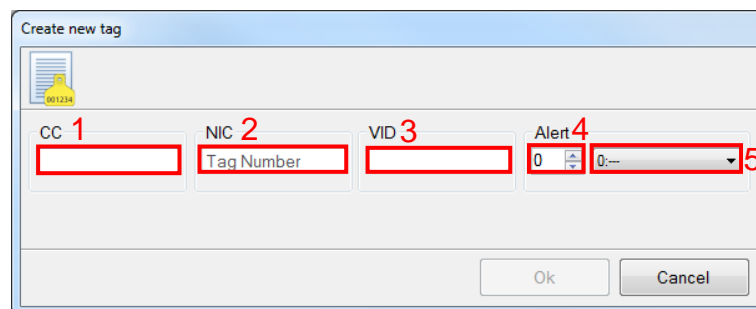 Create new tag
001234
CC 1 NIC 2 VID 3 Alert 4
Tag Number 0 0:--- 5
Ok Cancel